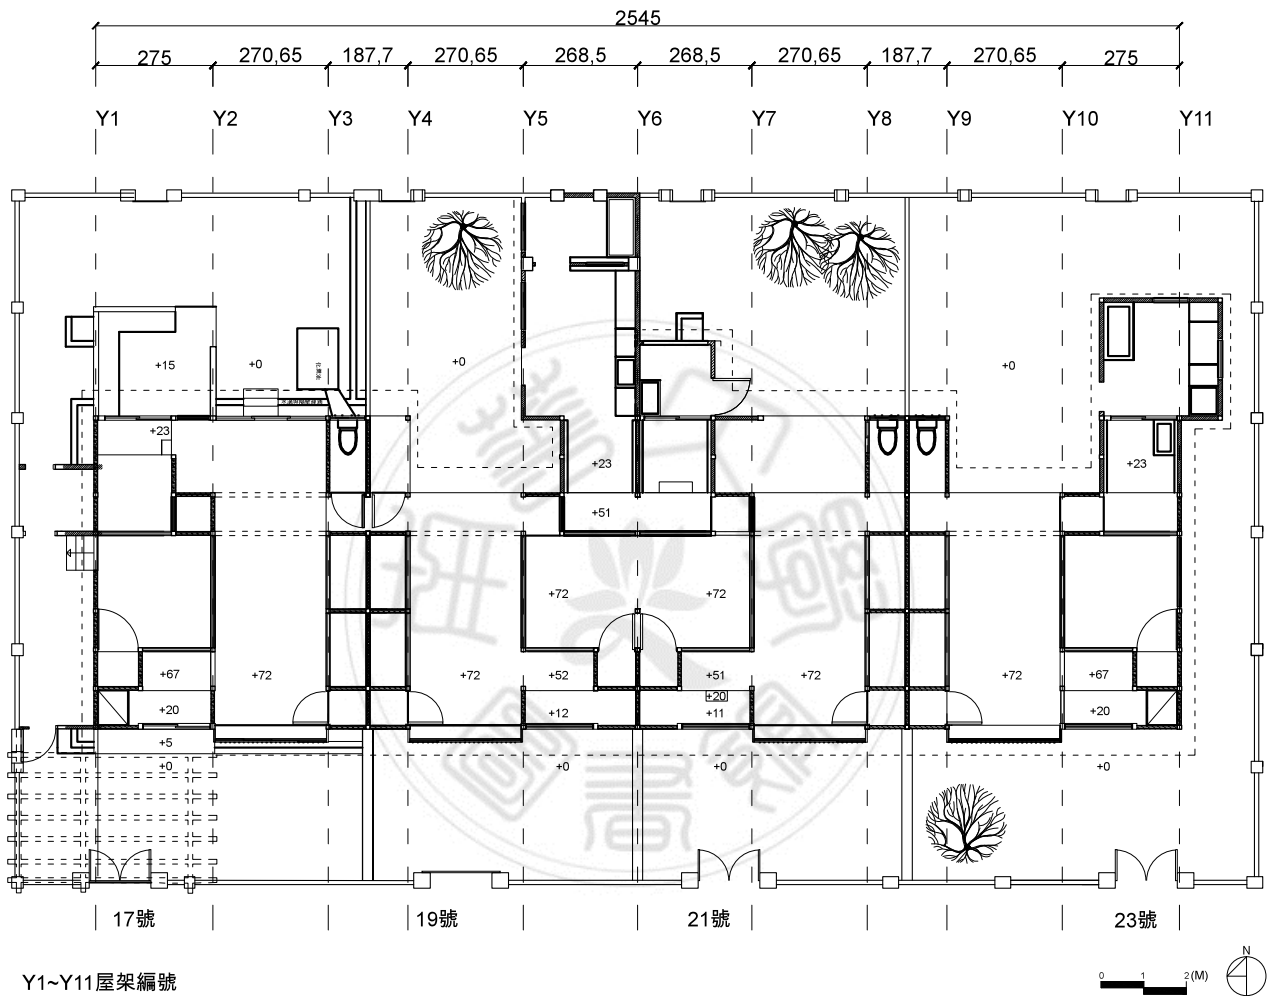 2545
275 270,65 187,7 270,65 268,5 268,5 270,65 187,7 270,65 275
Y1 Y2 Y3 Y4 Y5 Y6 Y7 Y8 Y9 Y10 Y11
+15 +0 +0 +0
+23 +23 +23
+51
+72 +72
+67 +72 +72 +52 +51 +72 +72 +67
+20 +12 +20 +11 +20
+5
+0 +0 +0 +0
17號 19號 21號 23號
Y1~Y11屋架編號
0 1 2(M)
N